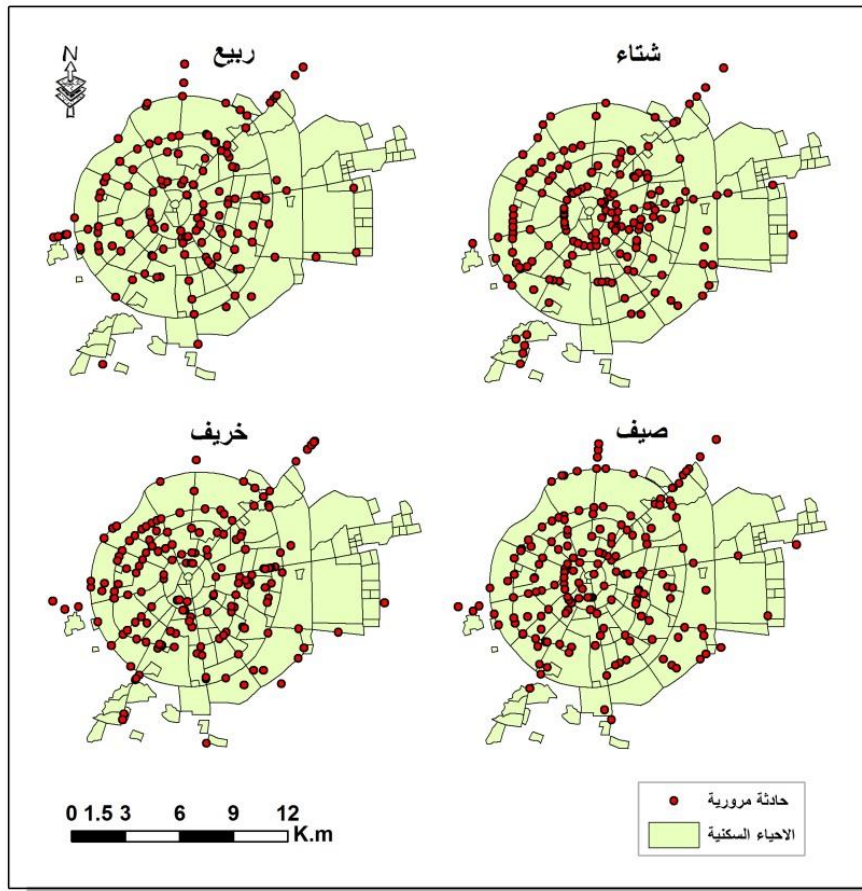 N
شتاء
ربيع
صيف
خريف
حادثة مرورية
الاحياء السكنية
0 1.5 3 6 9 12
K.m